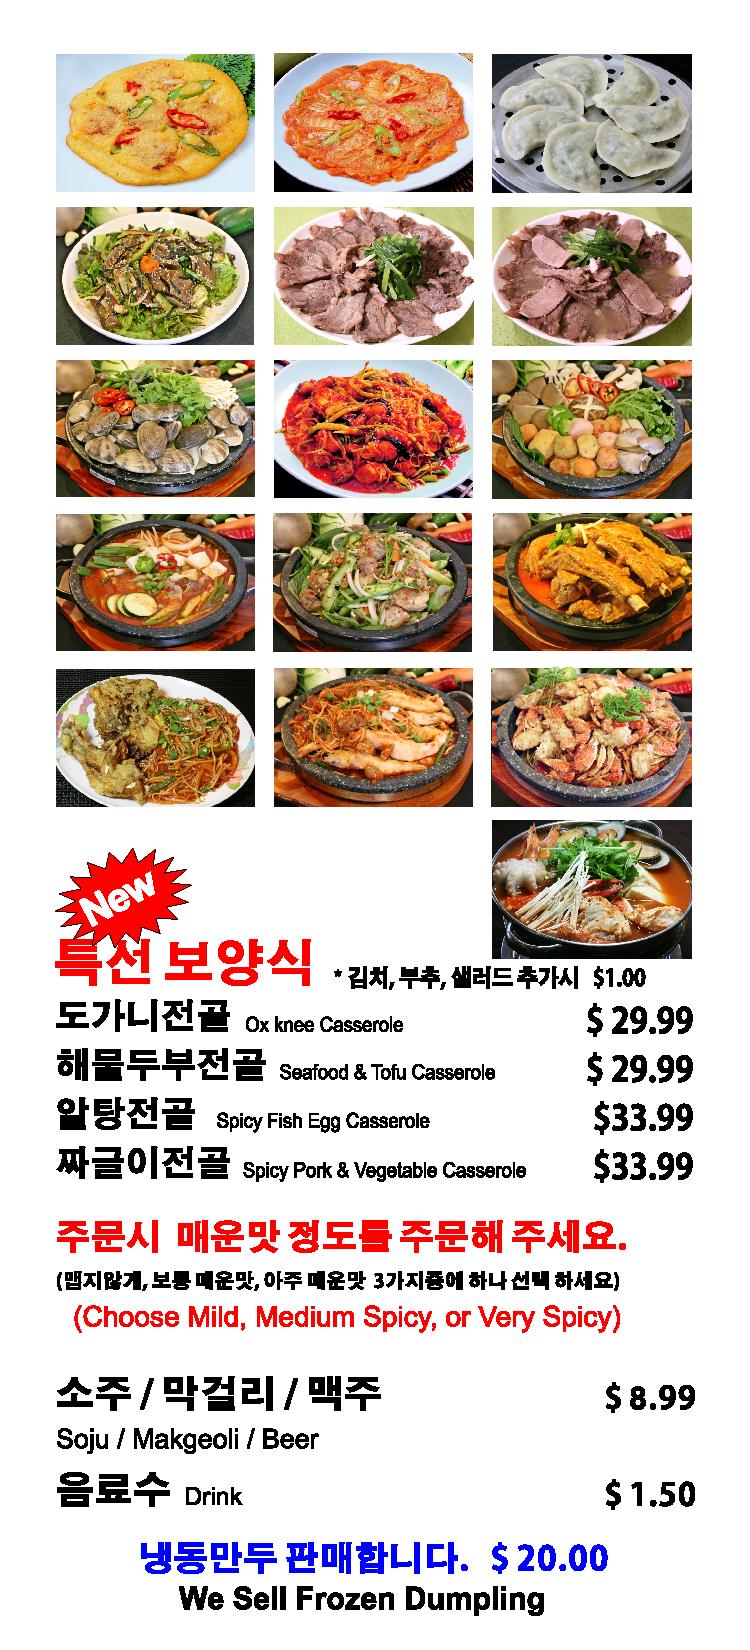 New
특선 보양식 * 김치, 부추, 샐러드 추가시 $1.00
도가니전골 Ox knee Casserole $ 29.99
해물두부전골 Seafood & Tofu Casserole $ 29.99
알탕전골 Spicy Fish Egg Casserole $33.99
짜글이전골 Spicy Pork & Vegetable Casserole $33.99
주문시 매운맛 정도를 주문해 주세요.
(맵지않게, 보통 매운맛, 아주 매운맛 3가지중에 하나 선택 하세요)
(Choose Mild, Medium Spicy, or Very Spicy)
소주 / 막걸리 / 맥주 $ 8.99
Soju / Makgeoli / Beer
음료수 Drink $ 1.50
냉동만두 판매합니다. $ 20.00
We Sell Frozen Dumpling